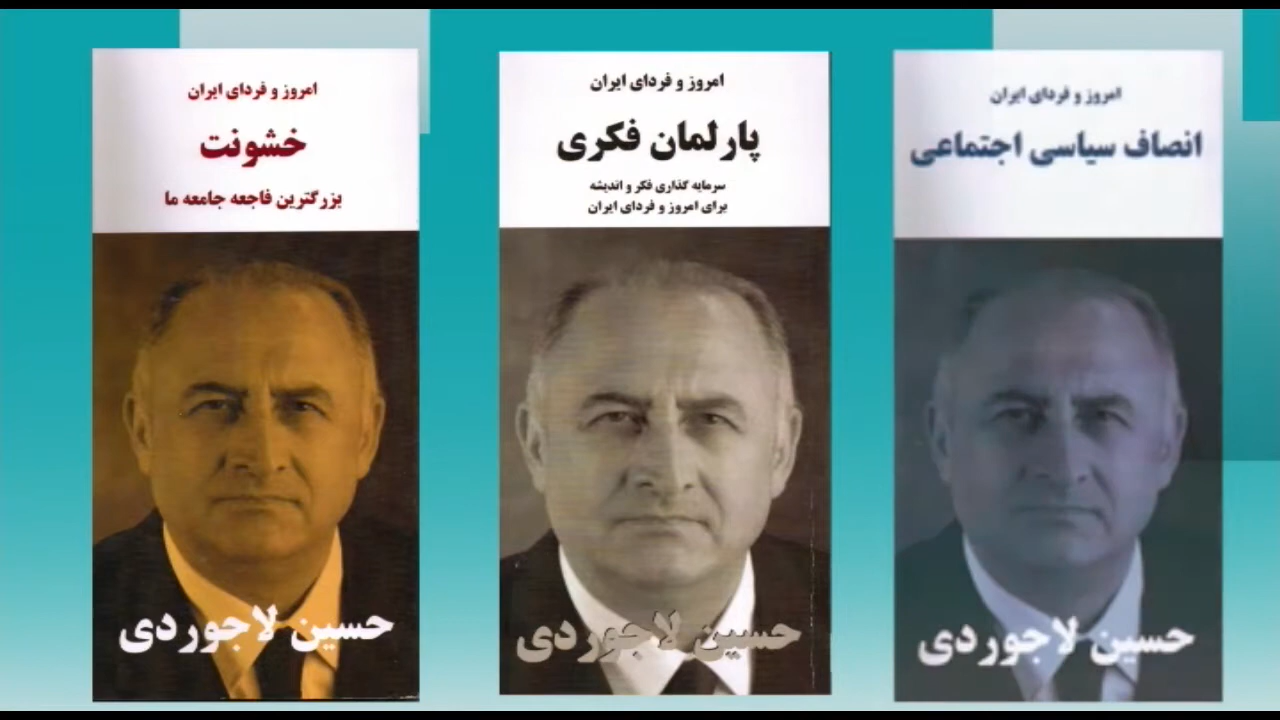 امروز و فردای ایران
انصاف سیاسی اجتماعی
حسین لاجوردی
امروز و فردای ایران
پارلمان فکری
سرمایه گذاری فکر و اندیشه
برای امروز و فردای ایران
حسین لاجوردی
امروز و فردای ایران
خشونت
بزرگترین فاجعه جامعه ما
حسین لاجوردی